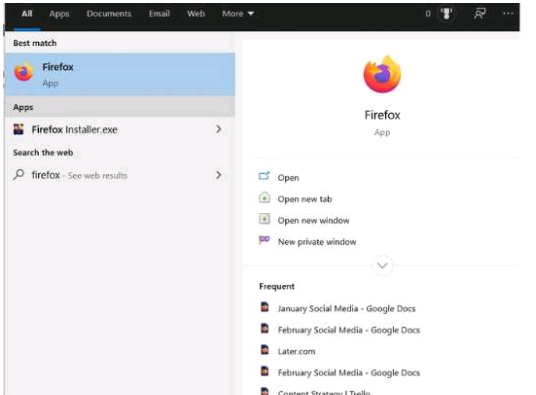 All Apps Documents Email Web More 0
Best match
Firefox
App
Apps
Firefox Installer.exe
Search the web
firefox - See web results
Firefox
App
Open
Open new tab
Open new window
New private window
Frequent
January Social Media - Google Docs
February Social Media - Google Docs
Later.com
February Social Media - Google Docs
Content Strategy | Trello